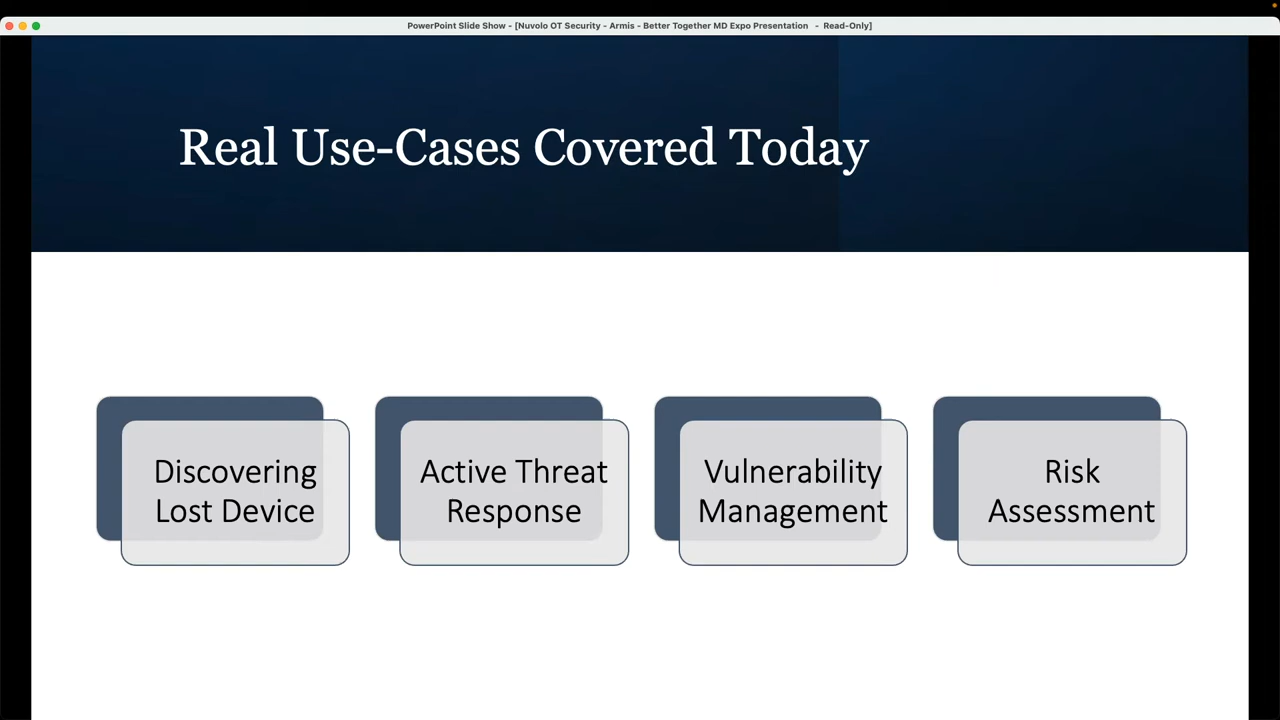 PowerPoint Slide Show - [Nuvolo OT Security - Armis - Better Together MD Expo Presentation  -  Read-Only]
Real Use-Cases Covered Today
Discovering
Lost Device
Active Threat
Response
Vulnerability
Management
Risk
Assessment